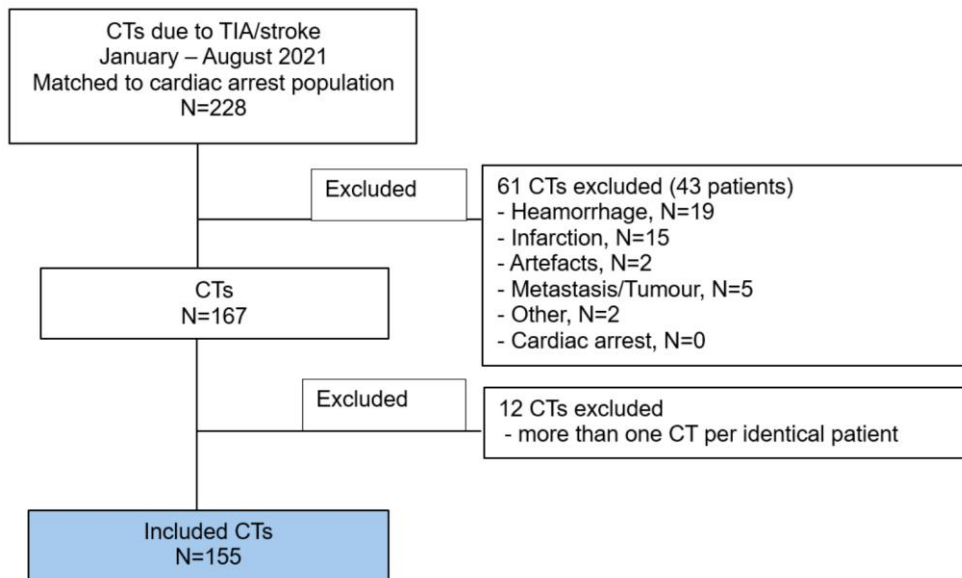 CTs due to TIA/stroke
January – August 2021
Matched to cardiac arrest population
N=228
Excluded
61 CTs excluded (43 patients)
- Heamorrhage, N=19
- Infarction, N=15
- Artefacts, N=2
- Metastasis/Tumour, N=5
- Other, N=2
- Cardiac arrest, N=0
CTs
N=167
Excluded
12 CTs excluded
- more than one CT per identical patient
Included CTs
N=155